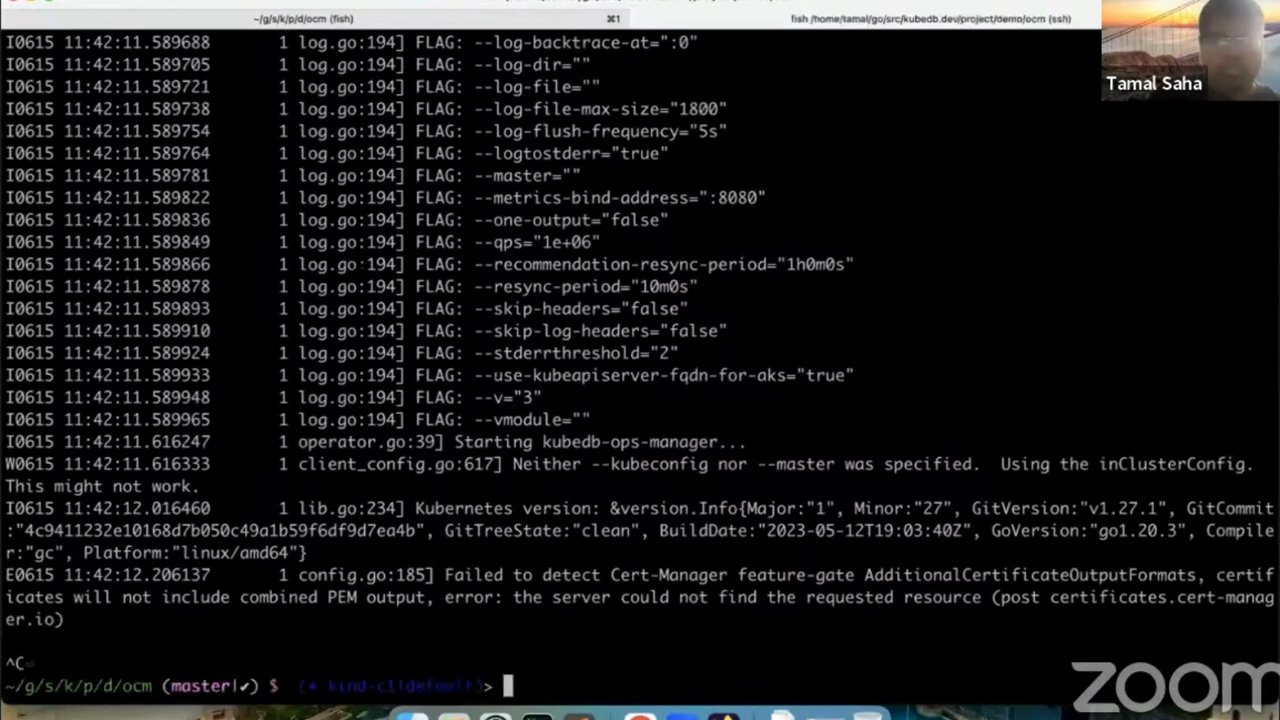 ~/g/s/k/p/d/ocm (fish)
⌘1
fish /home/tamal/go/src/kubedb.dev/project/demo/ocm (ssh)
I0615 11:42:11.589688 1 log.go:194] FLAG: --log-backtrace-at=":0"
I0615 11:42:11.589705 1 log.go:194] FLAG: --log-dir=""
I0615 11:42:11.589721 1 log.go:194] FLAG: --log-file=""
I0615 11:42:11.589738 1 log.go:194] FLAG: --log-file-max-size="1800"
I0615 11:42:11.589754 1 log.go:194] FLAG: --log-flush-frequency="5s"
I0615 11:42:11.589764 1 log.go:194] FLAG: --logtostderr="true"
I0615 11:42:11.589781 1 log.go:194] FLAG: --master=""
I0615 11:42:11.589822 1 log.go:194] FLAG: --metrics-bind-address=":8080"
I0615 11:42:11.589836 1 log.go:194] FLAG: --one-output="false"
I0615 11:42:11.589849 1 log.go:194] FLAG: --qps="1e+06"
I0615 11:42:11.589866 1 log.go:194] FLAG: --recommendation-resync-period="1h0m0s"
I0615 11:42:11.589878 1 log.go:194] FLAG: --resync-period="10m0s"
I0615 11:42:11.589893 1 log.go:194] FLAG: --skip-headers="false"
I0615 11:42:11.589910 1 log.go:194] FLAG: --skip-log-headers="false"
I0615 11:42:11.589924 1 log.go:194] FLAG: --stderrthreshold="2"
I0615 11:42:11.589933 1 log.go:194] FLAG: --use-kubeapiserver-fqdn-for-aks="true"
I0615 11:42:11.589948 1 log.go:194] FLAG: --v="3"
I0615 11:42:11.589965 1 log.go:194] FLAG: --vmodule=""
I0615 11:42:11.616247 1 operator.go:39] Starting kubedb-ops-manager...
W0615 11:42:11.616333 1 client_config.go:617] Neither --kubeconfig nor --master was specified.  Using the inClusterConfig.
This might not work.
I0615 11:42:12.016460 1 lib.go:234] Kubernetes version: &version.Info{Major:"1", Minor:"27", GitVersion:"v1.27.1", GitCommit
:"4c9411232e10168d7b050c49a1b59f6df9d7ea4b", GitTreeState:"clean", BuildDate:"2023-05-12T19:03:40Z", GoVersion:"go1.20.3", Compile
r:"gc", Platform:"linux/amd64"}
E0615 11:42:12.206137 1 config.go:185] Failed to detect Cert-Manager feature-gate AdditionalCertificateOutputFormats, certif
icates will not include combined PEM output, error: the server could not find the requested resource (post certificates.cert-manag
er.io)
^C
~/g/s/k/p/d/ocm (master|✔) $ (* kind-c1|default)>
Tamal Saha
zoom